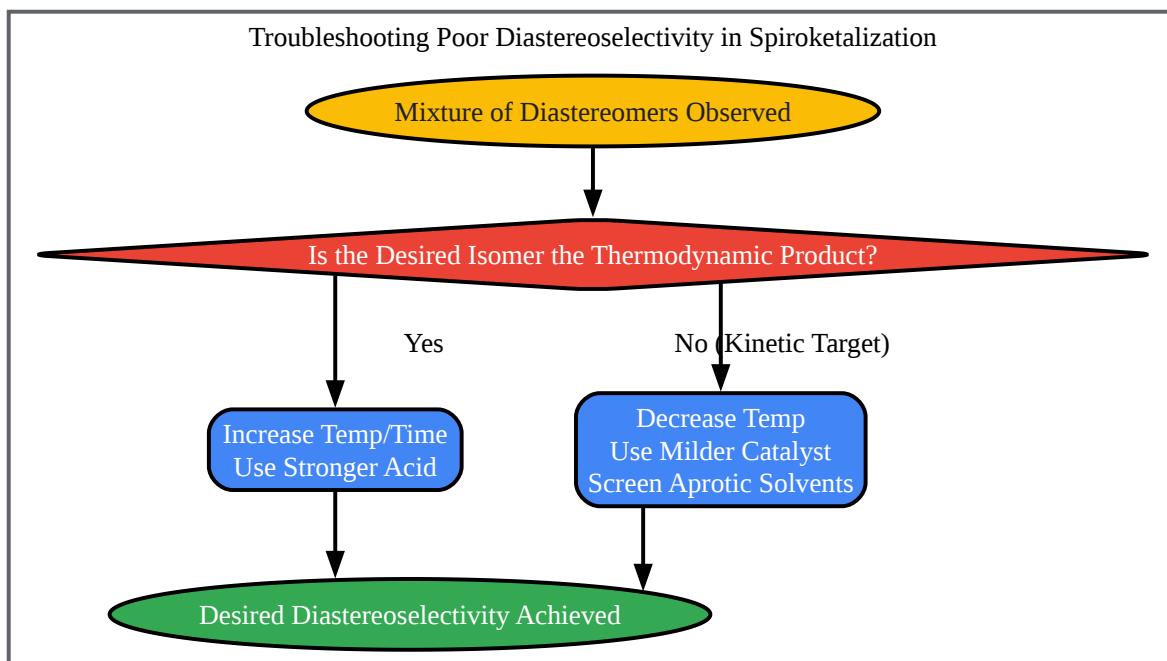 Troubleshooting Poor Diastereoselectivity in Spiroketalization
Mixture of Diastereomers Observed
Is the Desired Isomer the Thermodynamic Product?
Yes
No (Kinetic Target)
Increase Temp/Time
Use Stronger Acid
Decrease Temp
Use Milder Catalyst
Screen Aprotic Solvents
Desired Diastereoselectivity Achieved